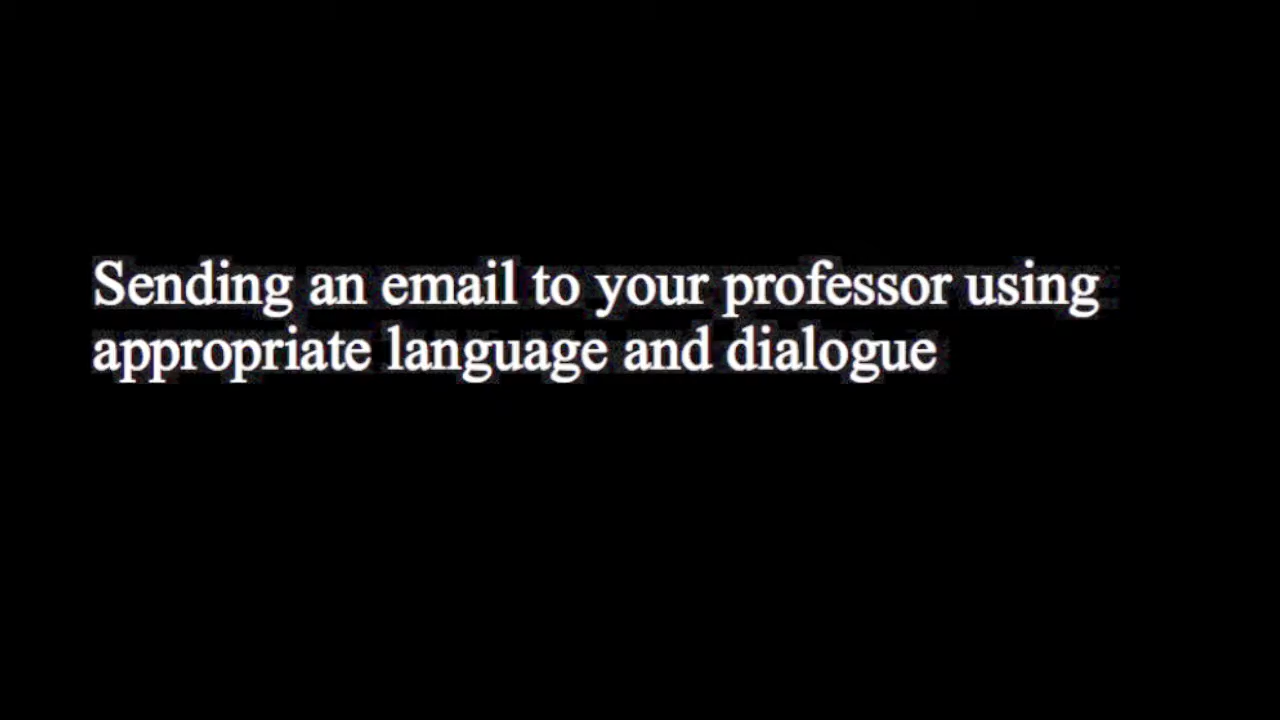 Sending an email to your professor using
appropriate language and dialogue